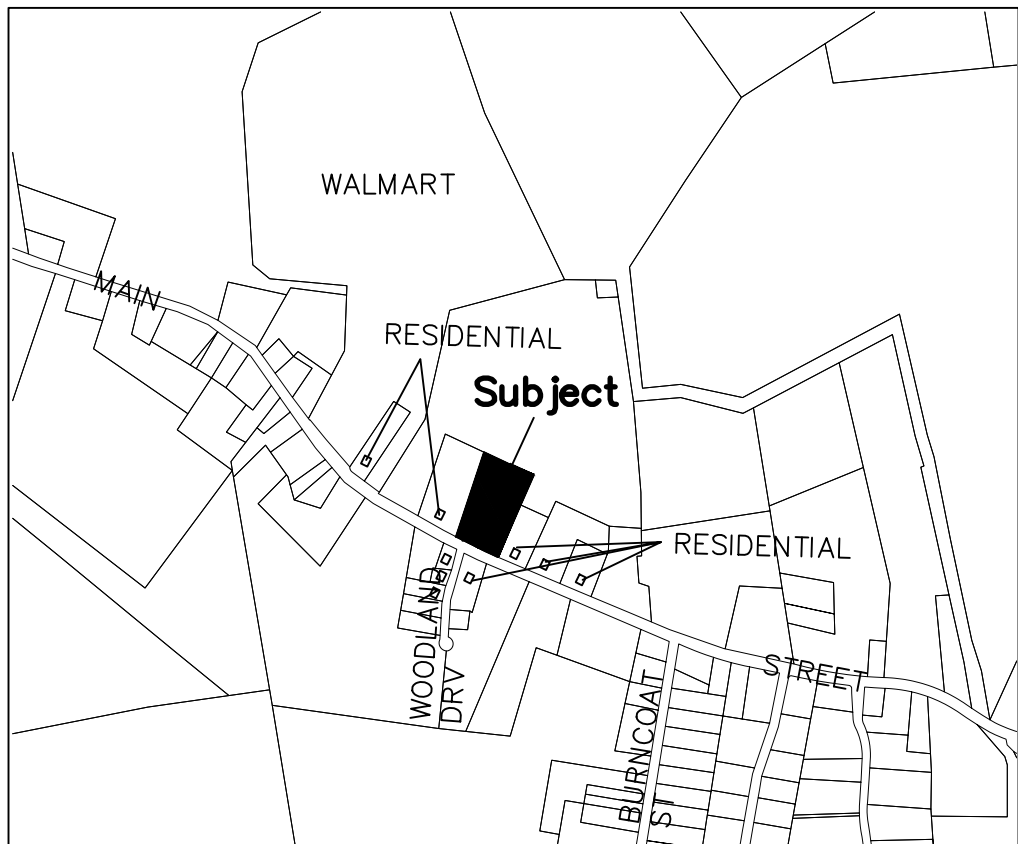 WALMART
MAIN
RESIDENTIAL
Subject
RESIDENTIAL
WOODLAND
DRV
STREET
BURNCOAT
ST